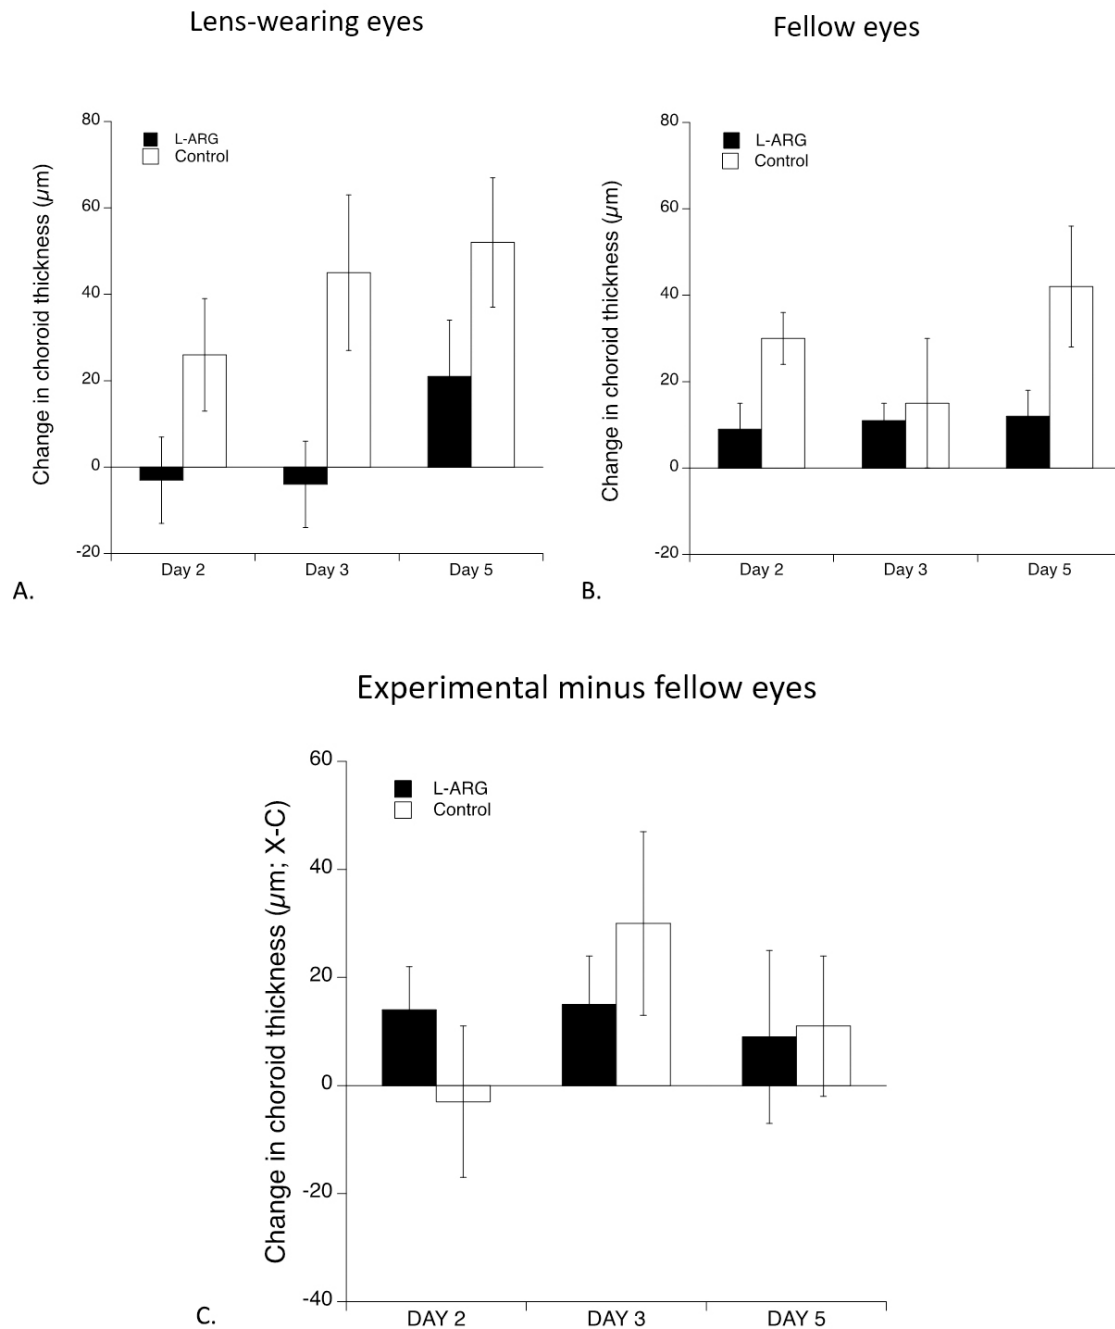 Lens-wearing eyes
Change in choroid thickness (µm)
80
60
40
20
0
-20
L-ARG
Control
Day 2 Day 3 Day 5
A.
Fellow eyes
Change in choroid thickness (µm)
80
60
40
20
0
-20
L-ARG
Control
Day 2 Day 3 Day 5
B.
Experimental minus fellow eyes
Change in choroid thickness (µm; X-C)
60
40
20
0
-20
-40
L-ARG
Control
DAY 2 DAY 3 DAY 5
C.